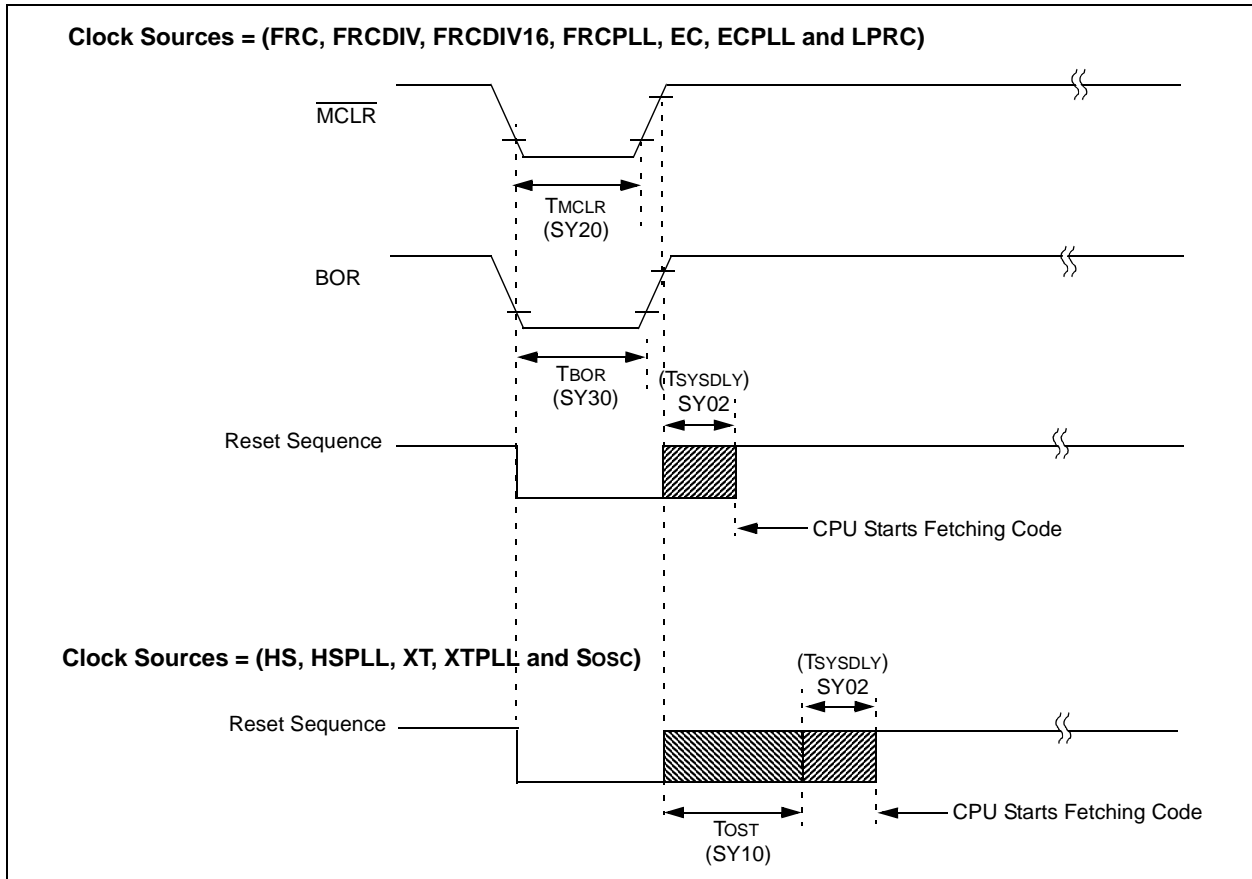 Clock Sources = (FRC, FRCDIV, FRCDIV16, FRCPLL, EC, ECPLL and LPRC)
MCLR
TMCLR
(SY20)
BOR
TBOR
(SY30)
(TSYSDLY)
SY02
Reset Sequence
CPU Starts Fetching Code
Clock Sources = (HS, HSPLL, XT, XTPLL and SOSC)
(TSYSDLY)
SY02
Reset Sequence
CPU Starts Fetching Code
TOST
(SY10)